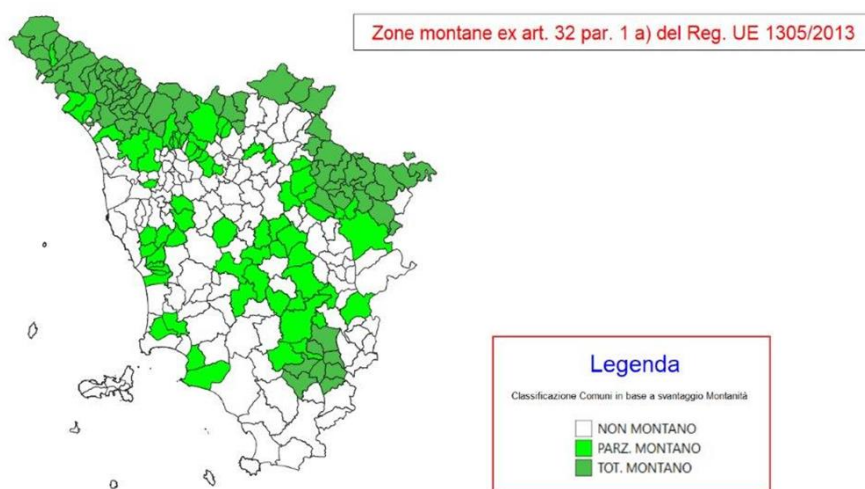 Zone montane ex art. 32 par. 1 a) del Reg. UE 1305/2013
Legenda
Classificazione Comuni in base a svantaggio Montanità
NON MONTANO
PARZ. MONTANO
TOT. MONTANO